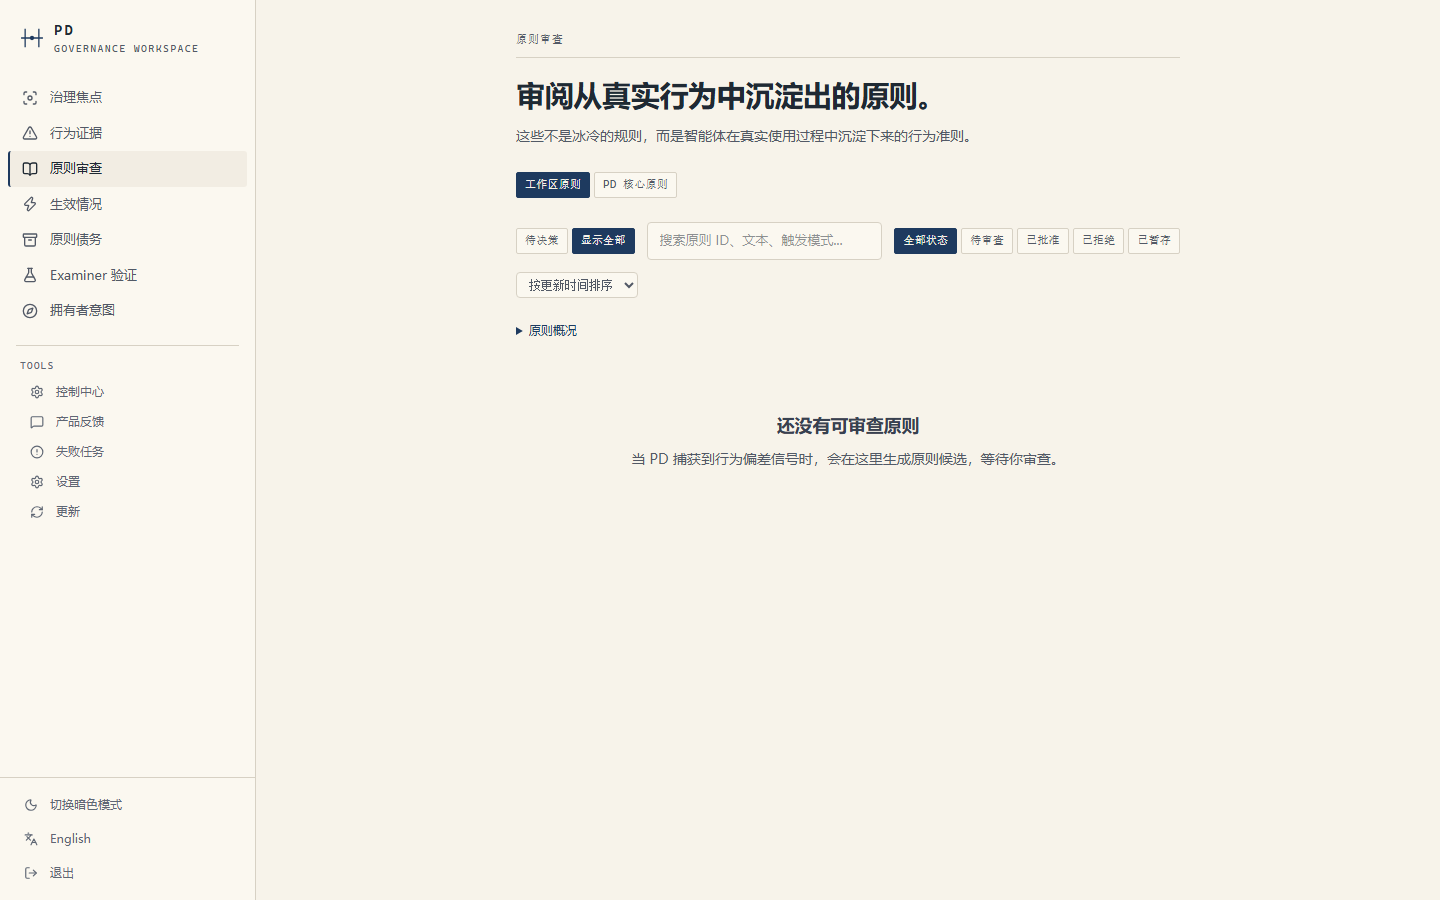 PD
GOVERNANCE WORKSPACE
治理焦点
行为证据
原则审查
生效情况
原则债务
Examiner 验证
拥有者意图
TOOLS
控制中心
产品反馈
失败任务
设置
更新
切换暗色模式
English
退出
原则审查
审阅从真实行为中沉淀出的原则。
这些不是冰冷的规则，而是智能体在真实使用过程中沉淀下来的行为准则。
工作区原则 PD 核心原则
待决策 显示全部 搜索原则 ID、文本、触发模式... 全部状态 待审查 已批准 已拒绝 已暂存
按更新时间排序
原则概况
还没有可审查原则
当 PD 捕获到行为偏差信号时，会在这里生成原则候选，等待你审查。